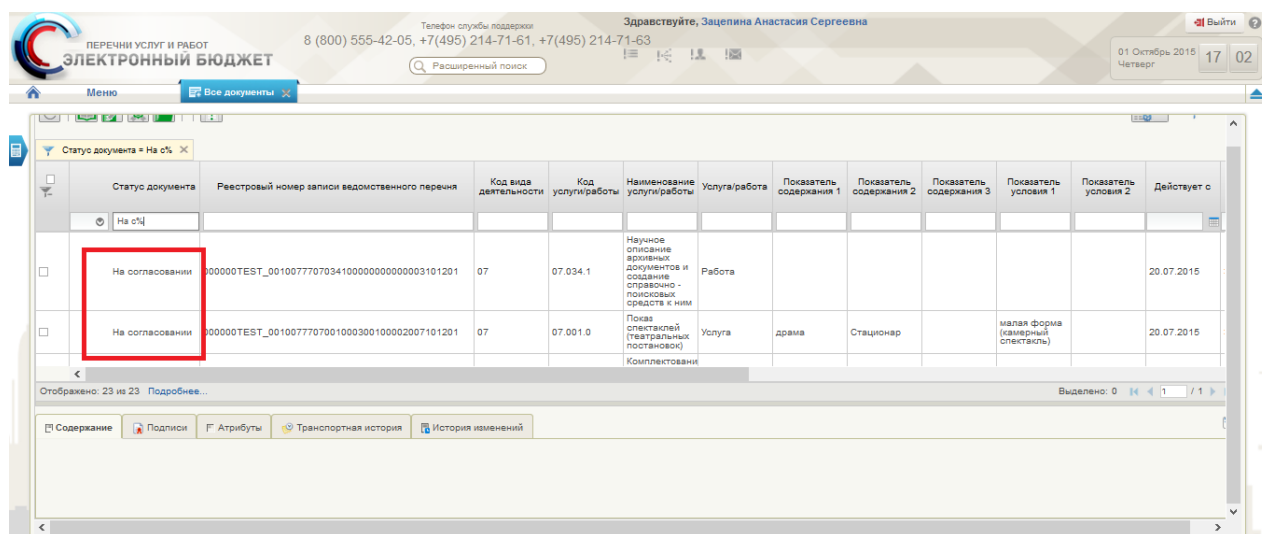 Телефон службы поддержки
Здравствуйте, Зацепина Анастасия Сергеевна
Выйти
ПЕРЕЧНИ УСЛУГ И РАБОТ
ЭЛЕКТРОННЫЙ БЮДЖЕТ
8 (800) 555-42-05, +7(495) 214-71-61, +7(495) 214-71-63
Расширенный поиск
01 Октябрь 2015
Четверг
17 02
Меню
Все документы
Статус документа = На с%
Статус документа
Реестровый номер записи ведомственного перечня
Код вида
деятельности
Код
услуги/работы
Наименование
услуги/работы
Услуга/работа
Показатель
содержания 1
Показатель
содержания 2
Показатель
содержания 3
Показатель
условия 1
Показатель
условия 2
Действует с
На с%
На согласовании
000000TEST_00100777070341000000000000003101201
07
07.034.1
Научное
описание
архивных
документов и
создание
справочно -
поисковых
средств к ним
Работа
20.07.2015
На согласовании
000000TEST_00100777070010003001000002007101201
07
07.001.0
Показ
спектаклей
(театральных
постановок)
Услуга
драма
Стационар
малая форма
(камерный
спектакль)
20.07.2015
Комплектовани
Отображено: 23 из 23 Подробнее...
Выделено: 0
1 / 1
Содержание
Подписи
Атрибуты
Транспортная история
История изменений